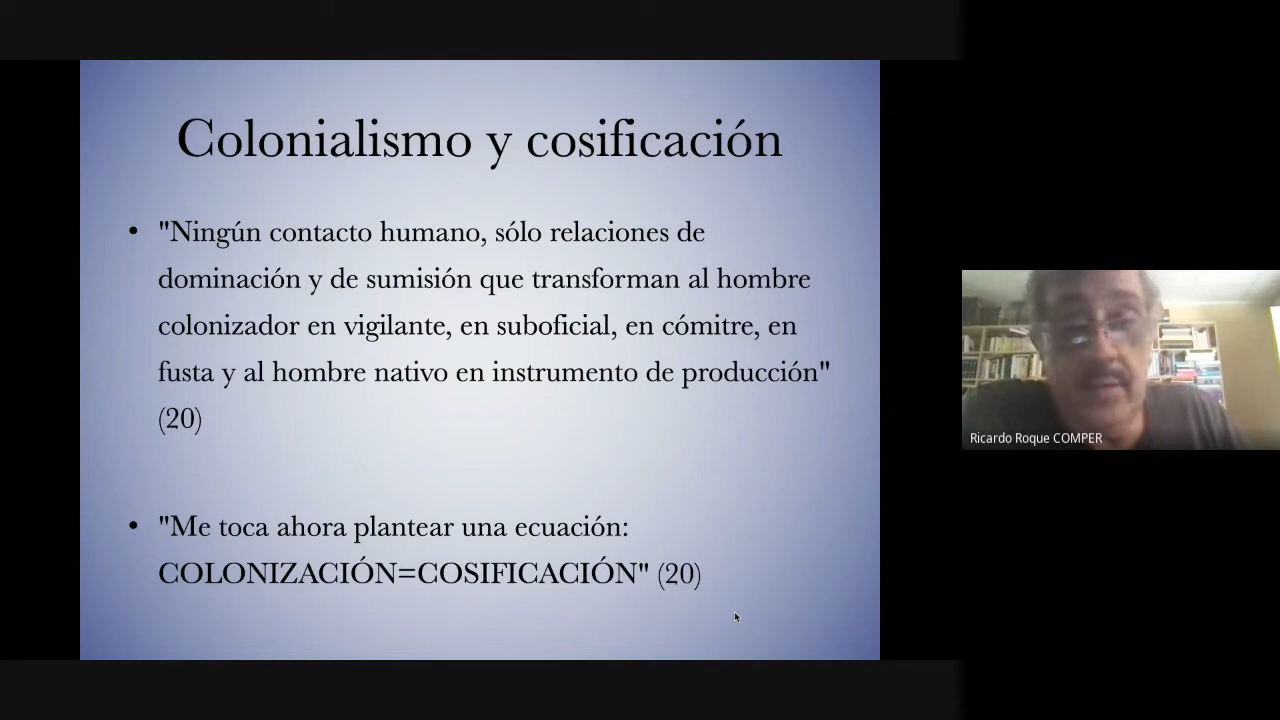 Colonialismo y cosificación
• "Ningún contacto humano, sólo relaciones de
dominación y de sumisión que transforman al hombre
colonizador en vigilante, en suboficial, en cómitre, en
fusta y al hombre nativo en instrumento de producción"
(20)
• "Me toca ahora plantear una ecuación:
COLONIZACIÓN=COSIFICACIÓN" (20)
Ricardo Roque COMPER